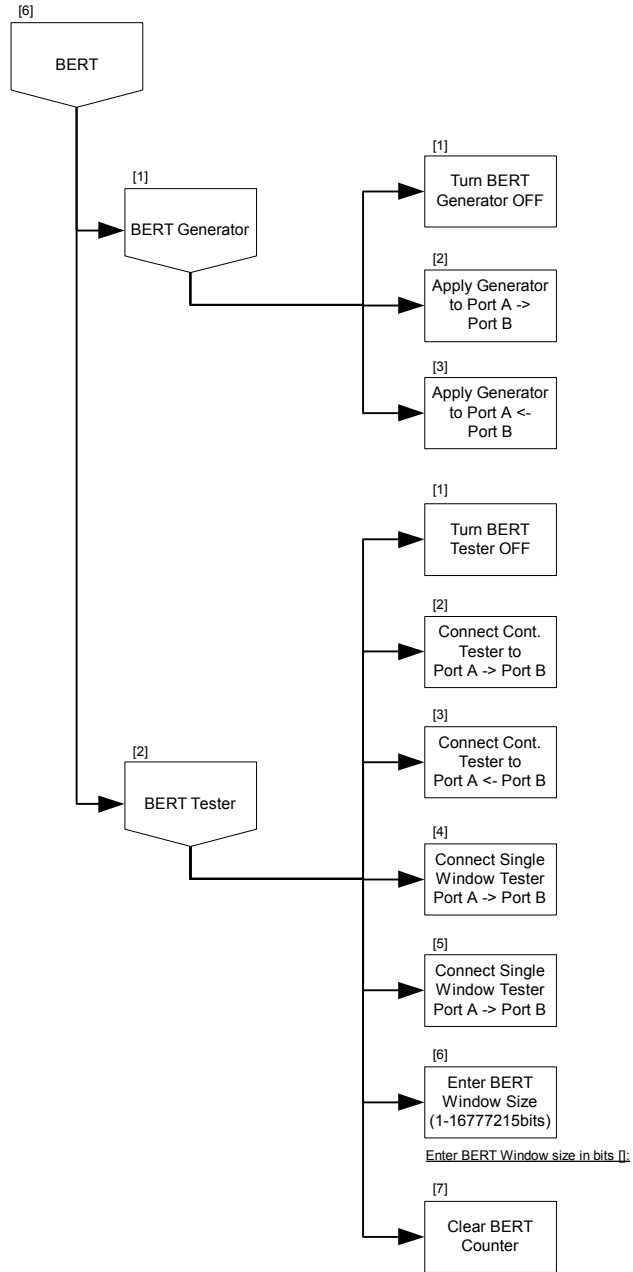 [6]
BERT
[1]
BERT Generator
[1]
Turn BERT
Generator OFF
[2]
Apply Generator
to Port A ->
Port B
[3]
Apply Generator
to Port A <-
Port B
[2]
BERT Tester
[1]
Turn BERT
Tester OFF
[2]
Connect Cont.
Tester to
Port A -> Port B
[3]
Connect Cont.
Tester to
Port A <- Port B
[4]
Connect Single
Window Tester
Port A -> Port B
[5]
Connect Single
Window Tester
Port A -> Port B
[6]
Enter BERT
Window Size
(1-16777215bits)
Enter BERT Window size in bits []:
[7]
Clear BERT
Counter